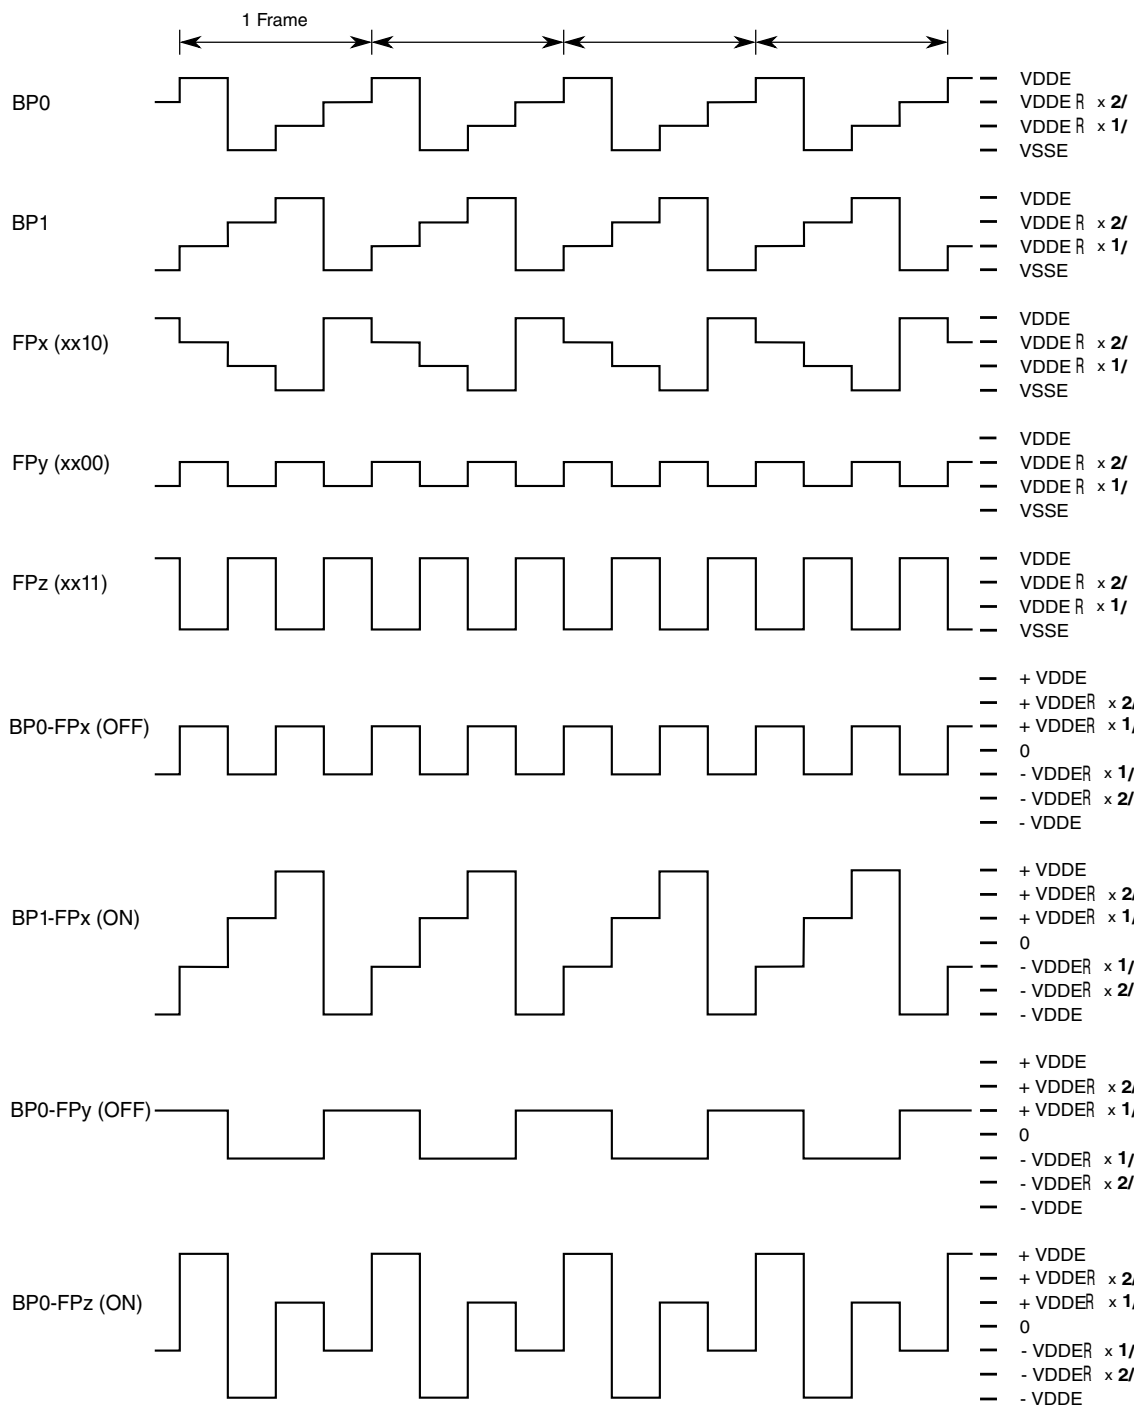 1 Frame
BP0
VDDE
VDDE R x 2/
VDDE R x 1/
VSSE
BP1
VDDE
VDDE R x 2/
VDDE R x 1/
VSSE
FPx (xx10)
VDDE
VDDE R x 2/
VDDE R x 1/
VSSE
FPy (xx00)
VDDE
VDDE R x 2/
VDDE R x 1/
VSSE
FPz (xx11)
VDDE
VDDE R x 2/
VDDE R x 1/
VSSE
BP0-FPx (OFF)
+ VDDE
+ VDDER x 2/
+ VDDER x 1/
0
- VDDER x 1/
- VDDER x 2/
- VDDE
BP1-FPx (ON)
+ VDDE
+ VDDER x 2/
+ VDDER x 1/
0
- VDDER x 1/
- VDDER x 2/
- VDDE
BP0-FPy (OFF)
+ VDDE
+ VDDER x 2/
+ VDDER x 1/
0
- VDDER x 1/
- VDDER x 2/
- VDDE
BP0-FPz (ON)
+ VDDE
+ VDDER x 2/
+ VDDER x 1/
0
- VDDER x 1/
- VDDER x 2/
- VDDE